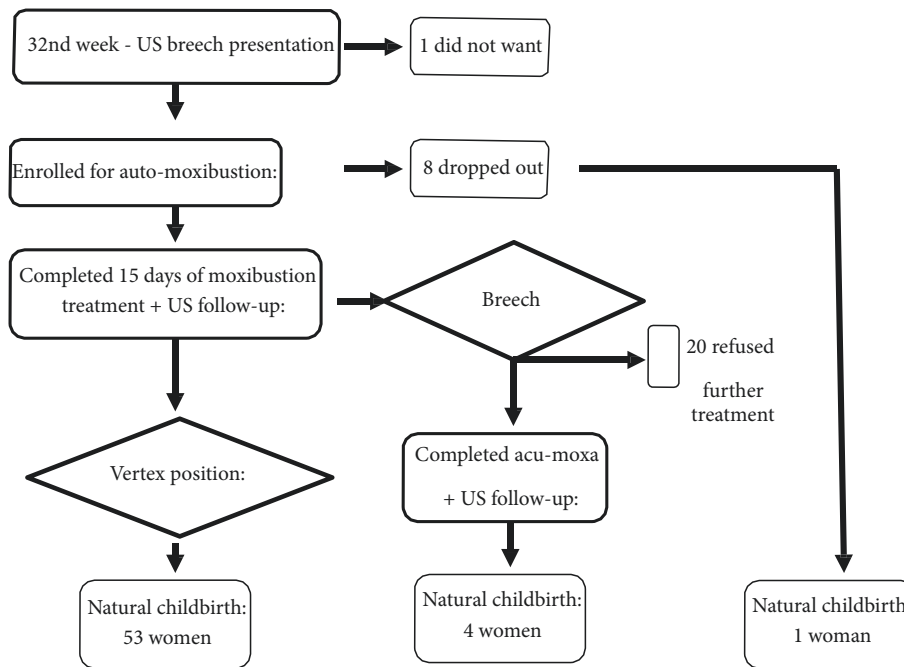 32nd week - US breech presentation
1 did not want
Enrolled for auto-moxibustion:
8 dropped out
Completed 15 days of moxibustion
treatment + US follow-up:
Breech
20 refused
further
treatment
Vertex position:
Completed acu-moxa
+ US follow-up:
Natural childbirth:
53 women
Natural childbirth:
4 women
Natural childbirth:
1 woman